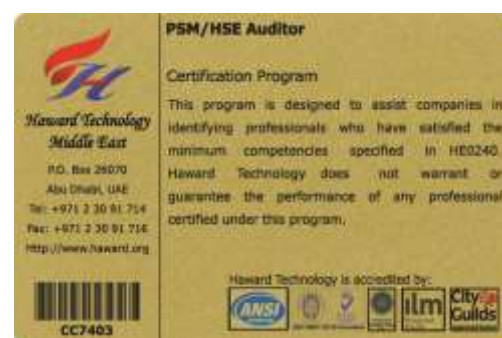 Haward Technology
Middle East
P.O. Box 26070
Abu Dhabi, UAE
Tel: +971 2 30 91 714
Fax: +971 2 30 91 716
http://www.haward.org
CC7403
PSM/HSE Auditor
Certification Program
This program is designed to assist companies in
identifying professionals who have satisfied the
minimum competencies specified in HE0240.
Haward Technology does not warrant or
guarantee the performance of any professional
certified under this program.
Haward Technology is accredited by:
ANSI
ilm
City&
Guilds